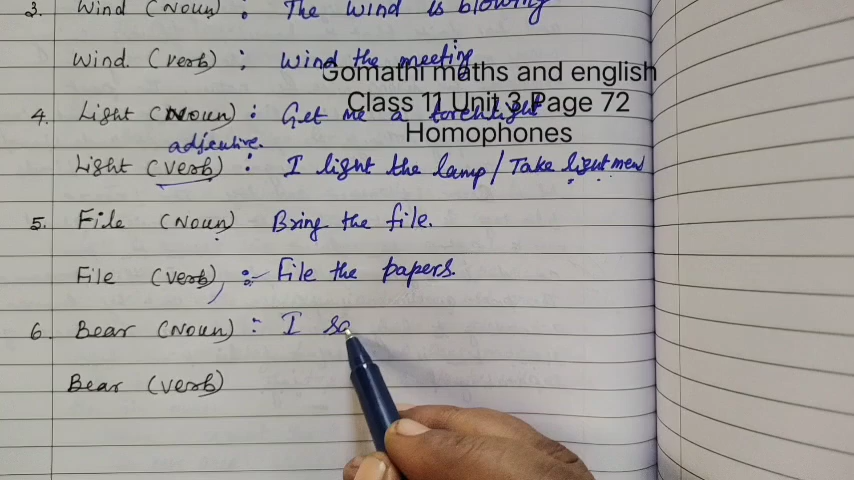 3. Wind (Noun) : The wind is blowing
Wind. (Verb) : Wind the meeting
Gomathi maths and english
Class 11 Unit 3 Page 72
Homophones
4. Light (Noun) : Get me a torchlight
adjective.
Light (Verb) : I light the lamp / Take light meal
5. File (Noun) Bring the file.
File (Verb) : File the papers.
6. Bear (Noun) : I sa
Bear (Verb)